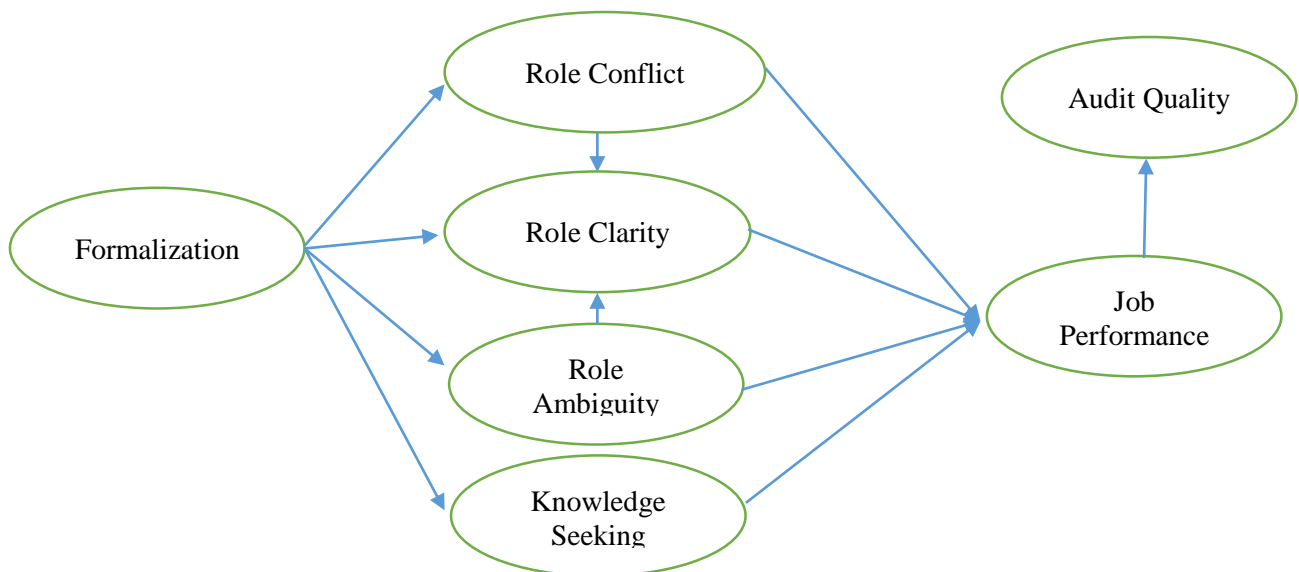 Role Conflict
Audit Quality
Formalization
Role Clarity
Job
Performance
Role
Ambiguity
Knowledge
Seeking